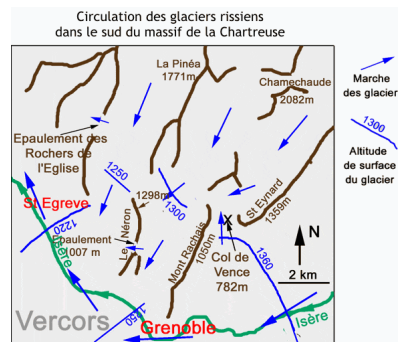 Circulation des glaciers rissiens
dans le sud du massif de la Chartreuse
La Pinéa
1771m
Chamechaude
2082m
Marche
des glacier
1300
Altitude
de surface
du glacier
Epaulement des
Rochers de
l'Eglise
1250
1298m
1300
St Eynard
1359m
St Egreve
1220
Isère
Epaulement
1007 m
Le Néron
Mont Rachais
1050m
X
Col de
Vence
782m
1360
N
2 km
Vercors
1250
Grenoble
Isère